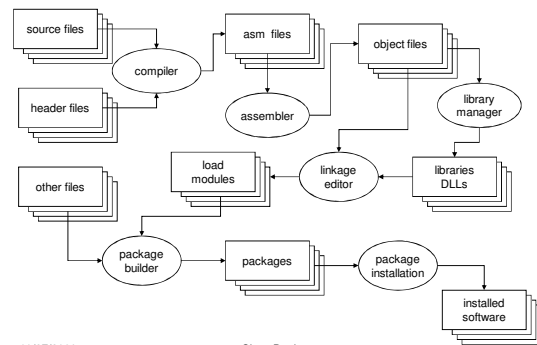 source files
asm files
object files
compiler
library
manager
header files
assembler
other files
load
modules
linkage
editor
libraries
DLLs
package
builder
packages
package
installation
installed
software